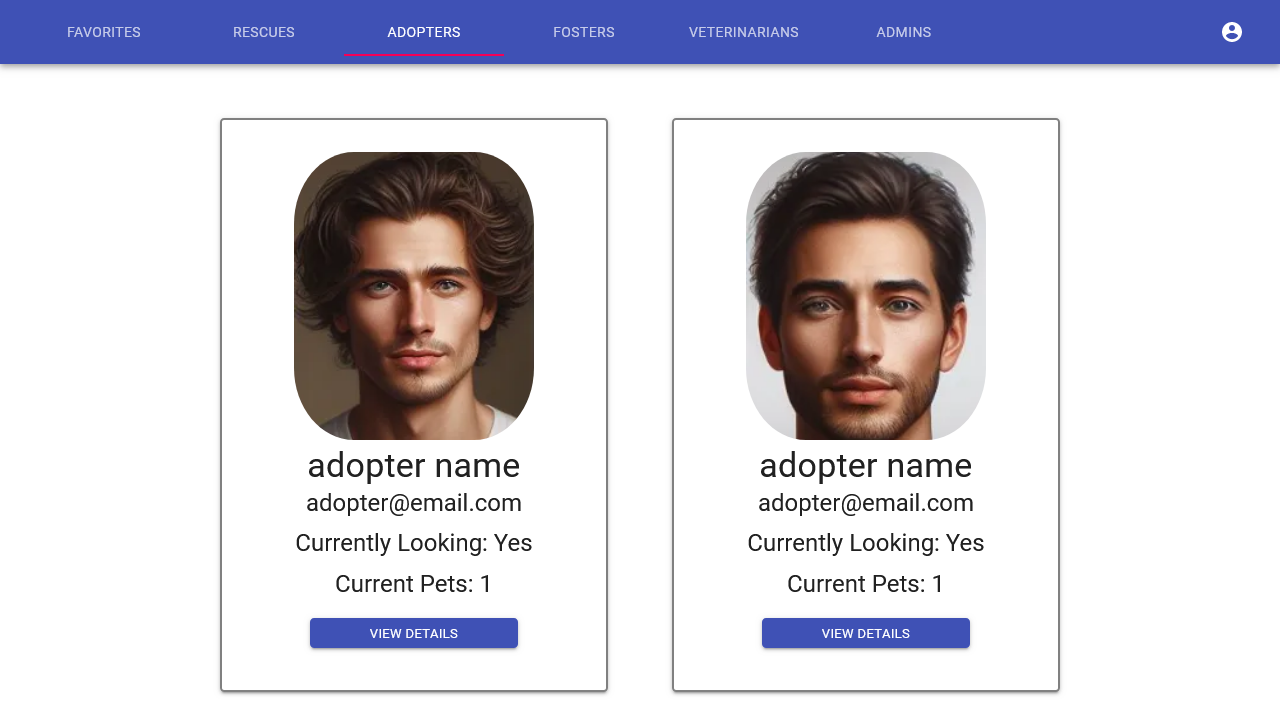 FAVORITES RESCUES ADOPTERS FOSTERS VETERINARIANS ADMINS
adopter name
adopter@email.com
Currently Looking: Yes
Current Pets: 1
VIEW DETAILS
adopter name
adopter@email.com
Currently Looking: Yes
Current Pets: 1
VIEW DETAILS